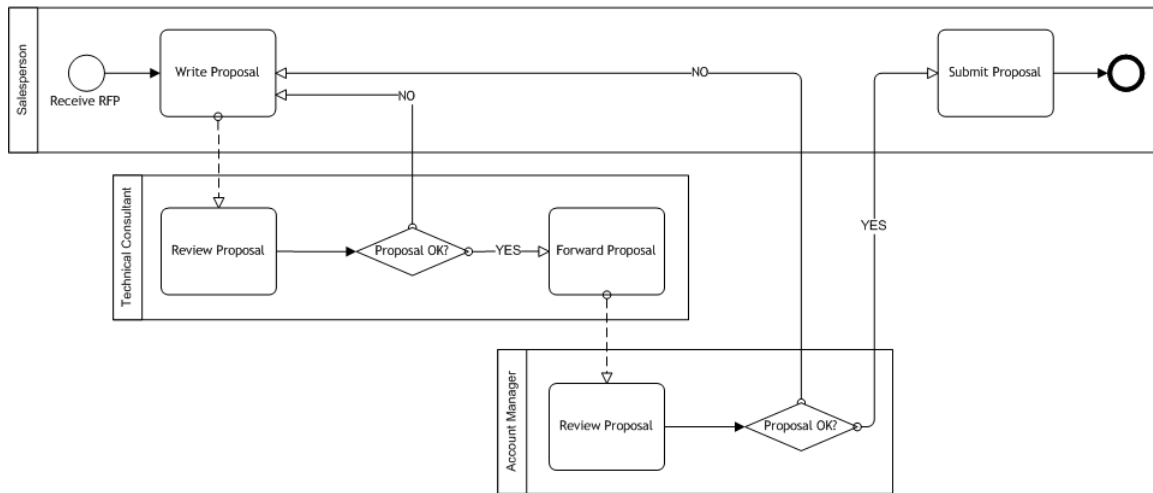 Salesperson
Receive RFP
Write Proposal
NO
NO
Submit Proposal
Technical Consultant
Review Proposal
Proposal OK?
YES
Forward Proposal
YES
Account Manager
Review Proposal
Proposal OK?